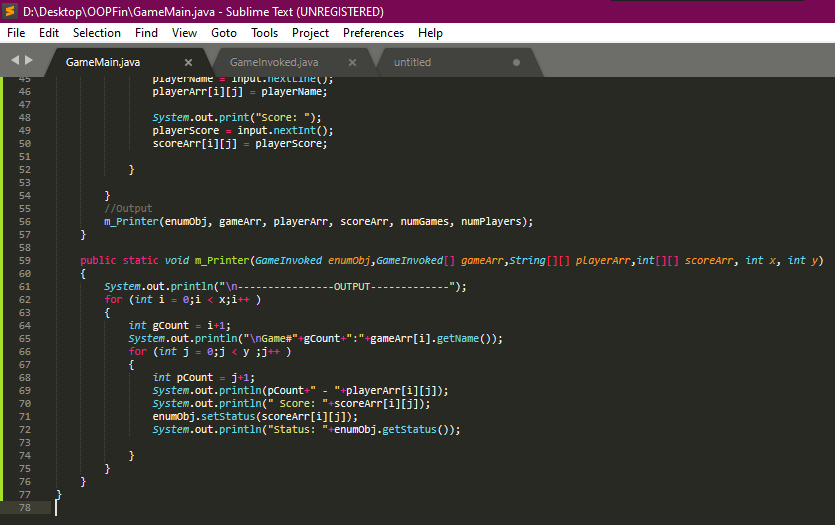 D:\Desktop\OOPFin\GameMain.java - Sublime Text (UNREGISTERED)
File Edit Selection Find View Goto Tools Project Preferences Help
GameMain.java × GameInvoked.java × untitled
45 playerName = input.nextLine();
46 playerArr[i][j] = playerName;
47
48 System.out.print("Score: ");
49 playerScore = input.nextInt();
50 scoreArr[i][j] = playerScore;
51
52 }
53
54 }
55 //Output
56 m_Printer(enumObj, gameArr, playerArr, scoreArr, numGames, numPlayers);
57 }
58
59 public static void m_Printer(GameInvoked enumObj,GameInvoked[] gameArr,String[][] playerArr,int[][] scoreArr, int x, int y)
60 {
61 System.out.println("\n---------------OUTPUT------------");
62 for (int i = 0;i < x;i++ )
63 {
64 int gCount = i+1;
65 System.out.println("\nGame#"+gCount+":"+gameArr[i].getName());
66 for (int j = 0;j < y ;j++ )
67 {
68 int pCount = j+1;
69 System.out.println(pCount+" - "+playerArr[i][j]);
70 System.out.println(" Score: "+scoreArr[i][j]);
71 enumObj.setStatus(scoreArr[i][j]);
72 System.out.println("Status: "+enumObj.getStatus());
73
74 }
75 }
76 }
77 }
78